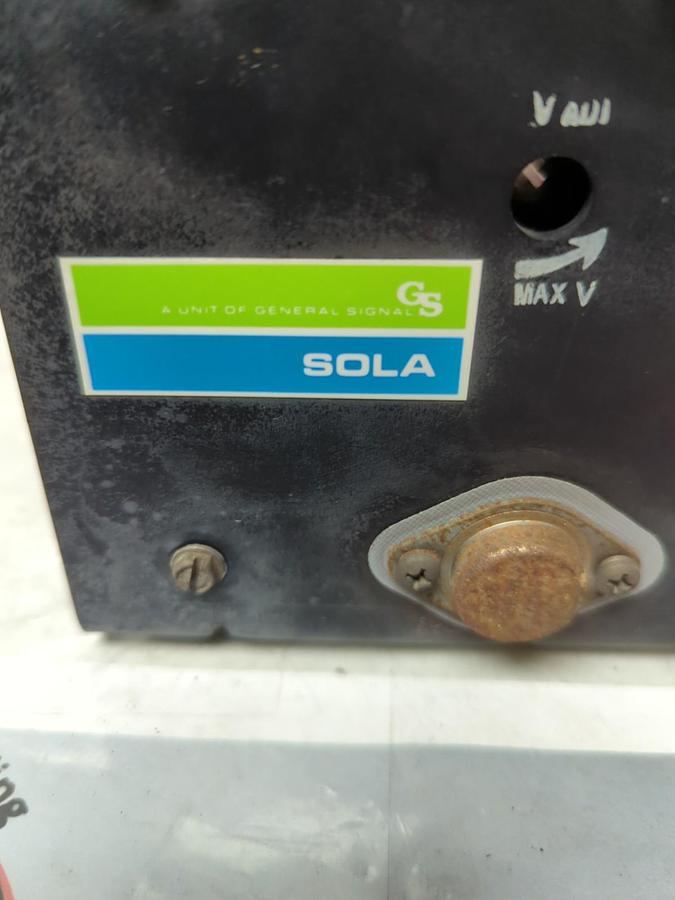 V ADJ
MAX V
GS
A UNIT OF GENERAL SIGNAL
SOLA